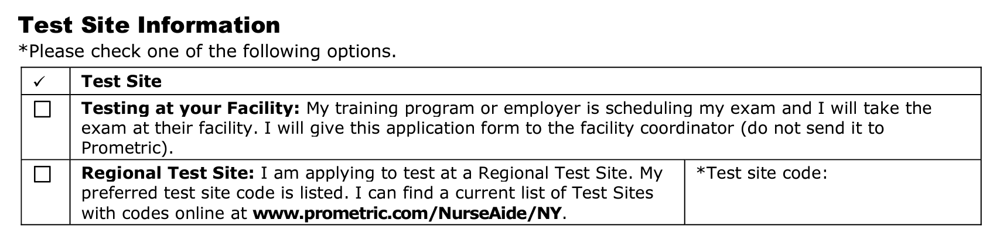 Test Site Information
*Please check one of the following options.
✓ Test Site
☐ Testing at your Facility: My training program or employer is scheduling my exam and I will take the
exam at their facility. I will give this application form to the facility coordinator (do not send it to
Prometric).
☐ Regional Test Site: I am applying to test at a Regional Test Site. My
preferred test site code is listed. I can find a current list of Test Sites
with codes online at www.prometric.com/NurseAide/NY.
*Test site code: